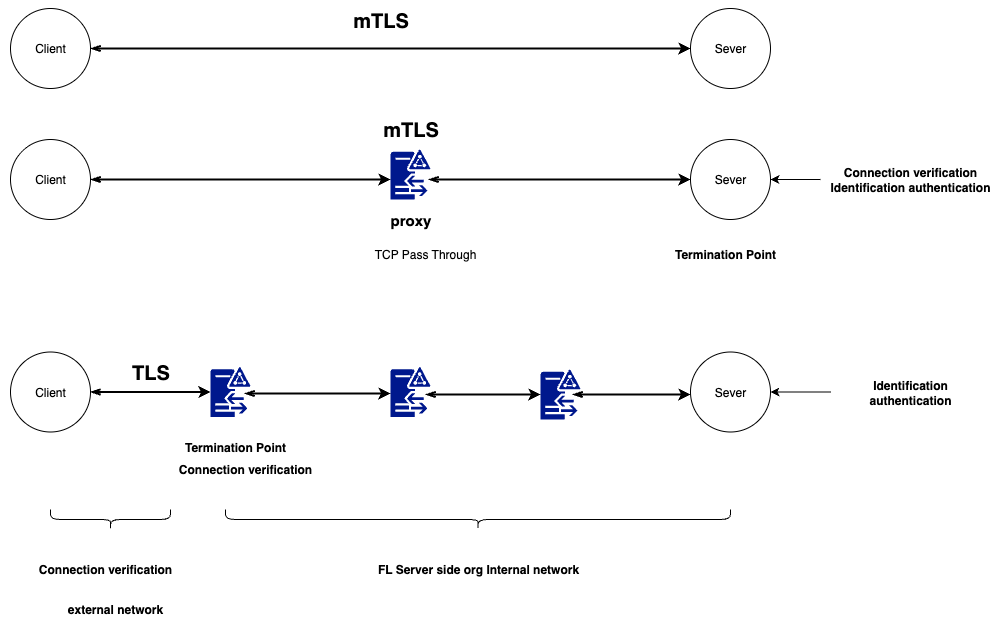 mTLS
Client
Sever
mTLS
Client
Sever
Connection verification
Identification authentication
proxy
TCP Pass Through
Termination Point
TLS
Client
Sever
Identification
authentication
Termination Point
Connection verification
Connection verification
FL Server side org Internal network
external network